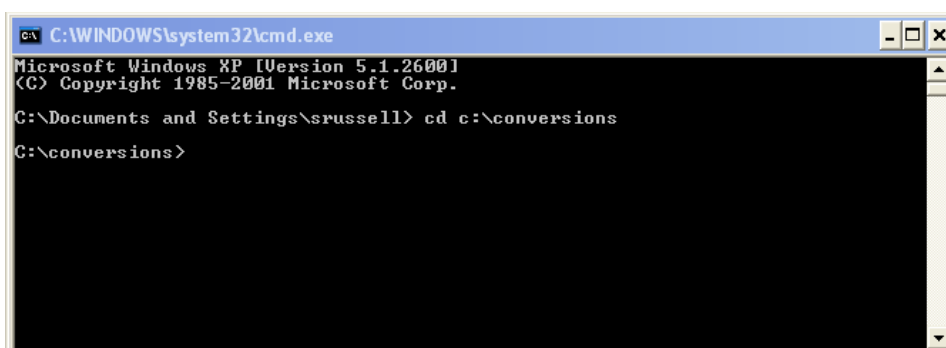 C:\WINDOWS\system32\cmd.exe
Microsoft Windows XP [Version 5.1.2600]
(C) Copyright 1985-2001 Microsoft Corp.
C:\Documents and Settings\srussell> cd c:\conversions
C:\conversions>